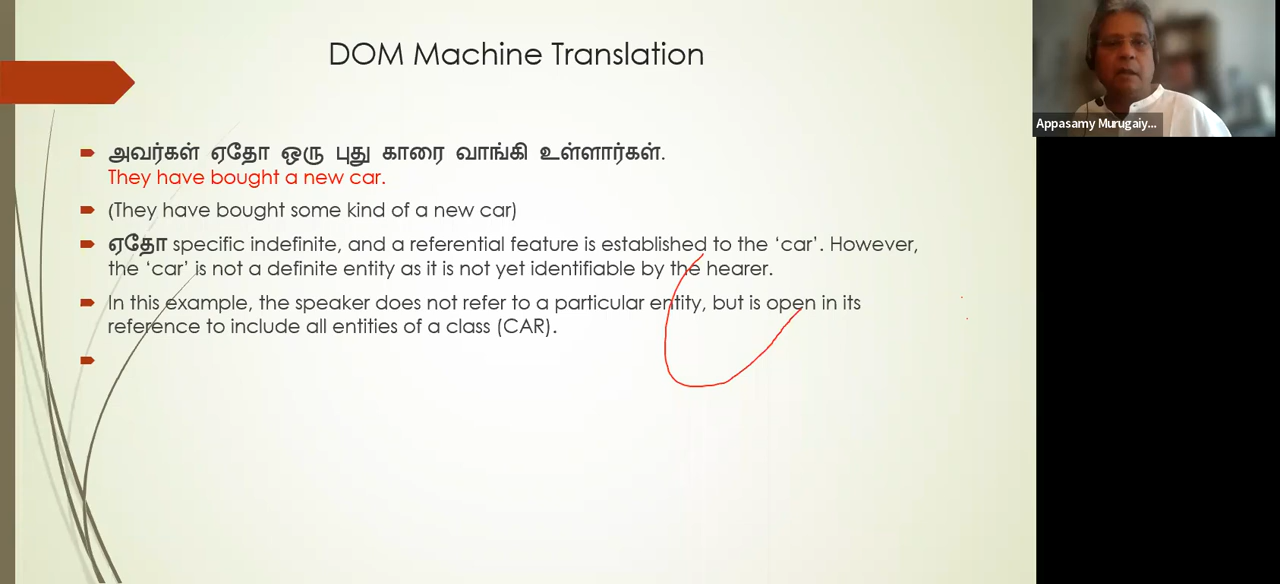 DOM Machine Translation
அவர்கள் ஏதோ ஒரு புது காரை வாங்கி உள்ளார்கள்.
They have bought a new car.
(They have bought some kind of a new car)
ஏதோ specific indefinite, and a referential feature is established to the ‘car’. However,
the ‘car’ is not a definite entity as it is not yet identifiable by the hearer.
In this example, the speaker does not refer to a particular entity, but is open in its
reference to include all entities of a class (CAR).
Appasamy Murugaiy...